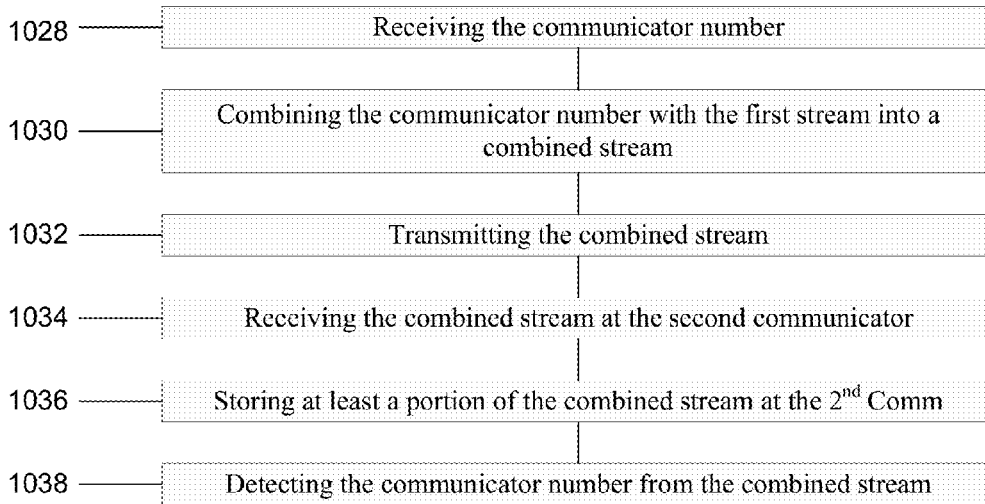 1028 Receiving the communicator number
1030 Combining the communicator number with the first stream into a
combined stream
1032 Transmitting the combined stream
1034 Receiving the combined stream at the second communicator
1036 Storing at least a portion of the combined stream at the 2nd Comm
1038 Detecting the communicator number from the combined stream